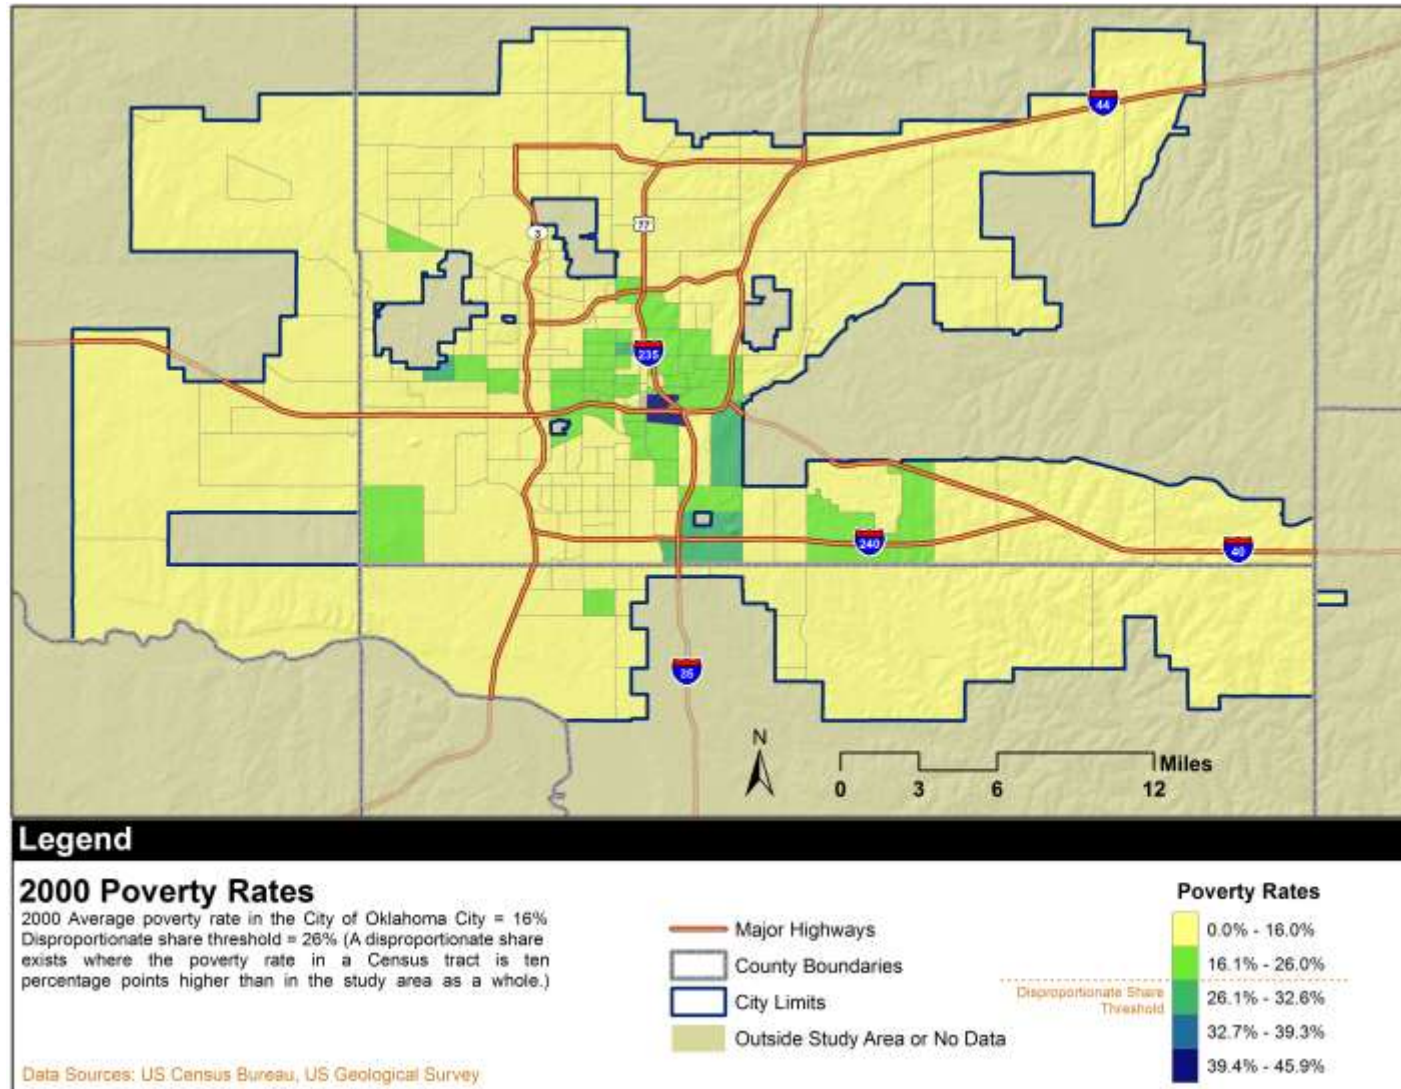 44
77
3
235
240
40
35
N
Miles
0 3 6 12
Legend
2000 Poverty Rates
2000 Average poverty rate in the City of Oklahoma City = 16%
Disproportionate share threshold = 26% (A disproportionate share
exists where the poverty rate in a Census tract is ten
percentage points higher than in the study area as a whole.)
Data Sources: US Census Bureau, US Geological Survey
Major Highways
County Boundaries
City Limits
Outside Study Area or No Data
Poverty Rates
0.0% - 16.0%
16.1% - 26.0%
Disproportionate Share
Threshold
26.1% - 32.6%
32.7% - 39.3%
39.4% - 45.9%